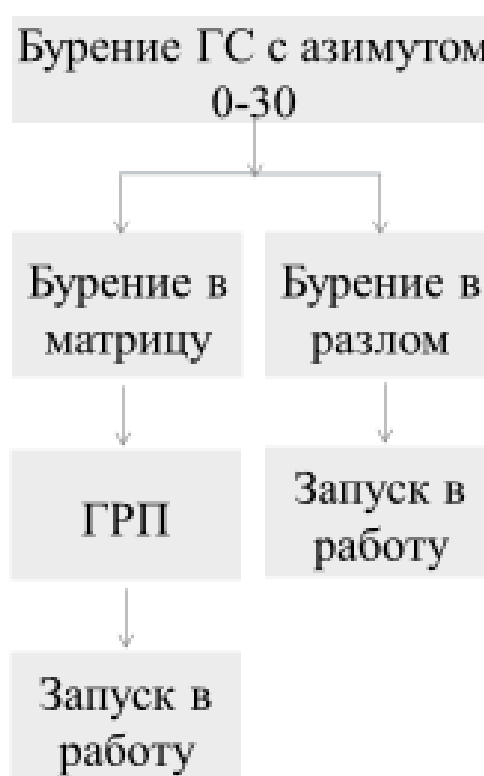 Бурение ГС с азимутом
0-30
Бурение в
матрицу
Бурение в
разлом
ГРП
Запуск в
работу
Запуск в
работу